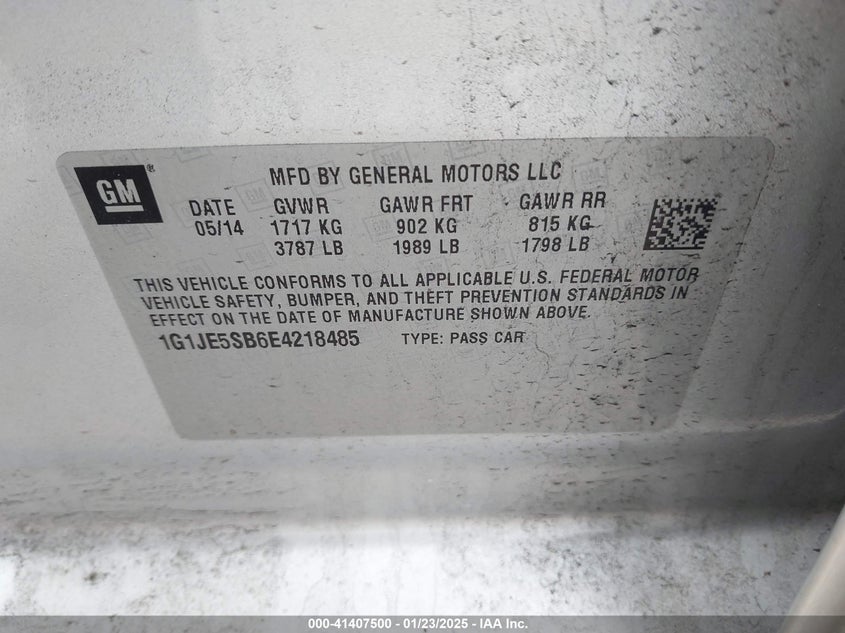 GM®
MFD BY GENERAL MOTORS LLC
DATE GVWR GAWR FRT GAWR RR
05/14 1717 KG 902 KG 815 KG
3787 LB 1989 LB 1798 LB
THIS VEHICLE CONFORMS TO ALL APPLICABLE U.S. FEDERAL MOTOR
VEHICLE SAFETY, BUMPER, AND THEFT PREVENTION STANDARDS IN
EFFECT ON THE DATE OF MANUFACTURE SHOWN ABOVE.
1G1JE5SB6E4218485 TYPE: PASS CAR
000-41407500 - 01/23/2025 - IAA Inc.